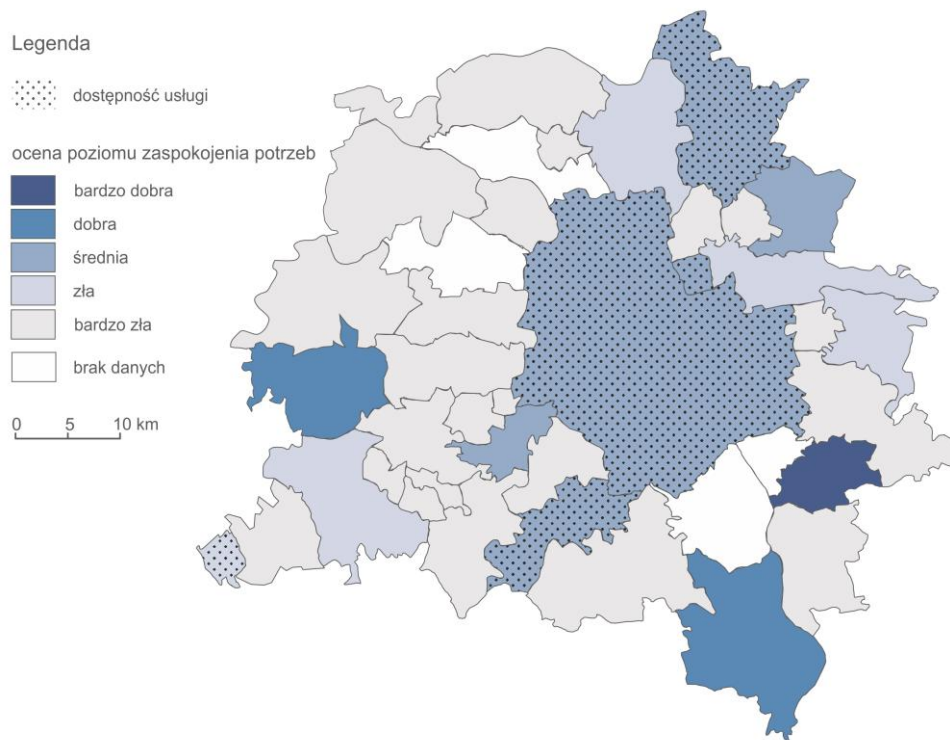 Legenda
dostępność usługi
ocena poziomu zaspokojenia potrzeb
bardzo dobra
dobra
średnia
zła
bardzo zła
brak danych
0 5 10 km